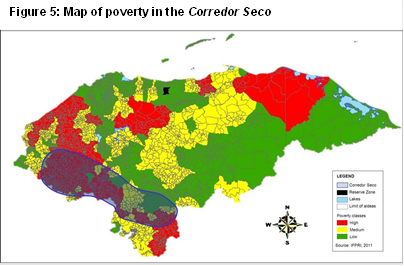 Figure 5: Map of poverty in the Corredor Seco
N
W
E
S
LEGEND
Corredor Seco
Reserve Zone
Lakes
Limit of aldeas
Poverty classes
High
Medium
Low
Source: IFPRI, 2011